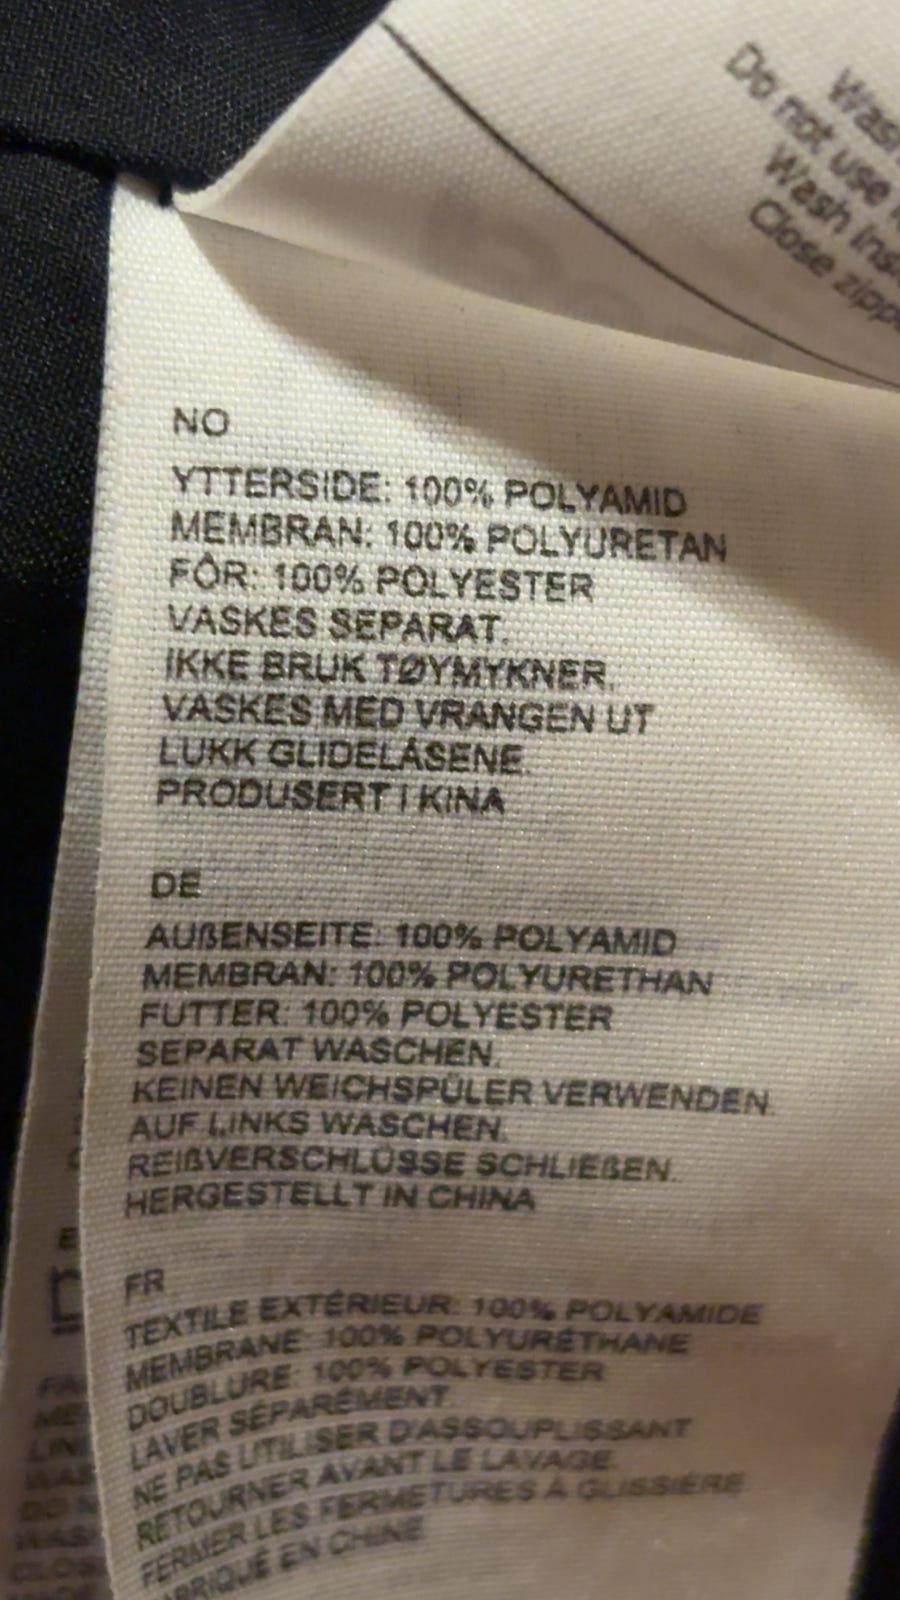 Do not use
Wash
Close
NO
YTTERSIDE: 100% POLYAMID
MEMBRAN: 100% POLYURETAN
FÔR: 100% POLYESTER
VASKES SEPARAT.
IKKE BRUK TØYMYKNER.
VASKES MED VRANGEN UT
LUKK GLIDELÅSENE.
PRODUSERT I KINA
DE
AUßENSEITE: 100% POLYAMID
MEMBRAN: 100% POLYURETHAN
FUTTER: 100% POLYESTER
SEPARAT WASCHEN.
KEINEN WEICHSPÜLER VERWENDEN.
AUF LINKS WASCHEN.
REIßVERSCHLÜSSE SCHLIEßEN.
HERGESTELLT IN CHINA
FR
TEXTILE EXTÉRIEUR: 100% POLYAMIDE
MEMBRANE: 100% POLYURÉTHANE
DOUBLURE: 100% POLYESTER
LAVER SÉPARÉMENT.
NE PAS UTILISER D'ASSOUPLISSANT
RETOURNER AVANT LE LAVAGE.
FERMER LES FERMETURES À GLISSIÈRE
EN CHINE